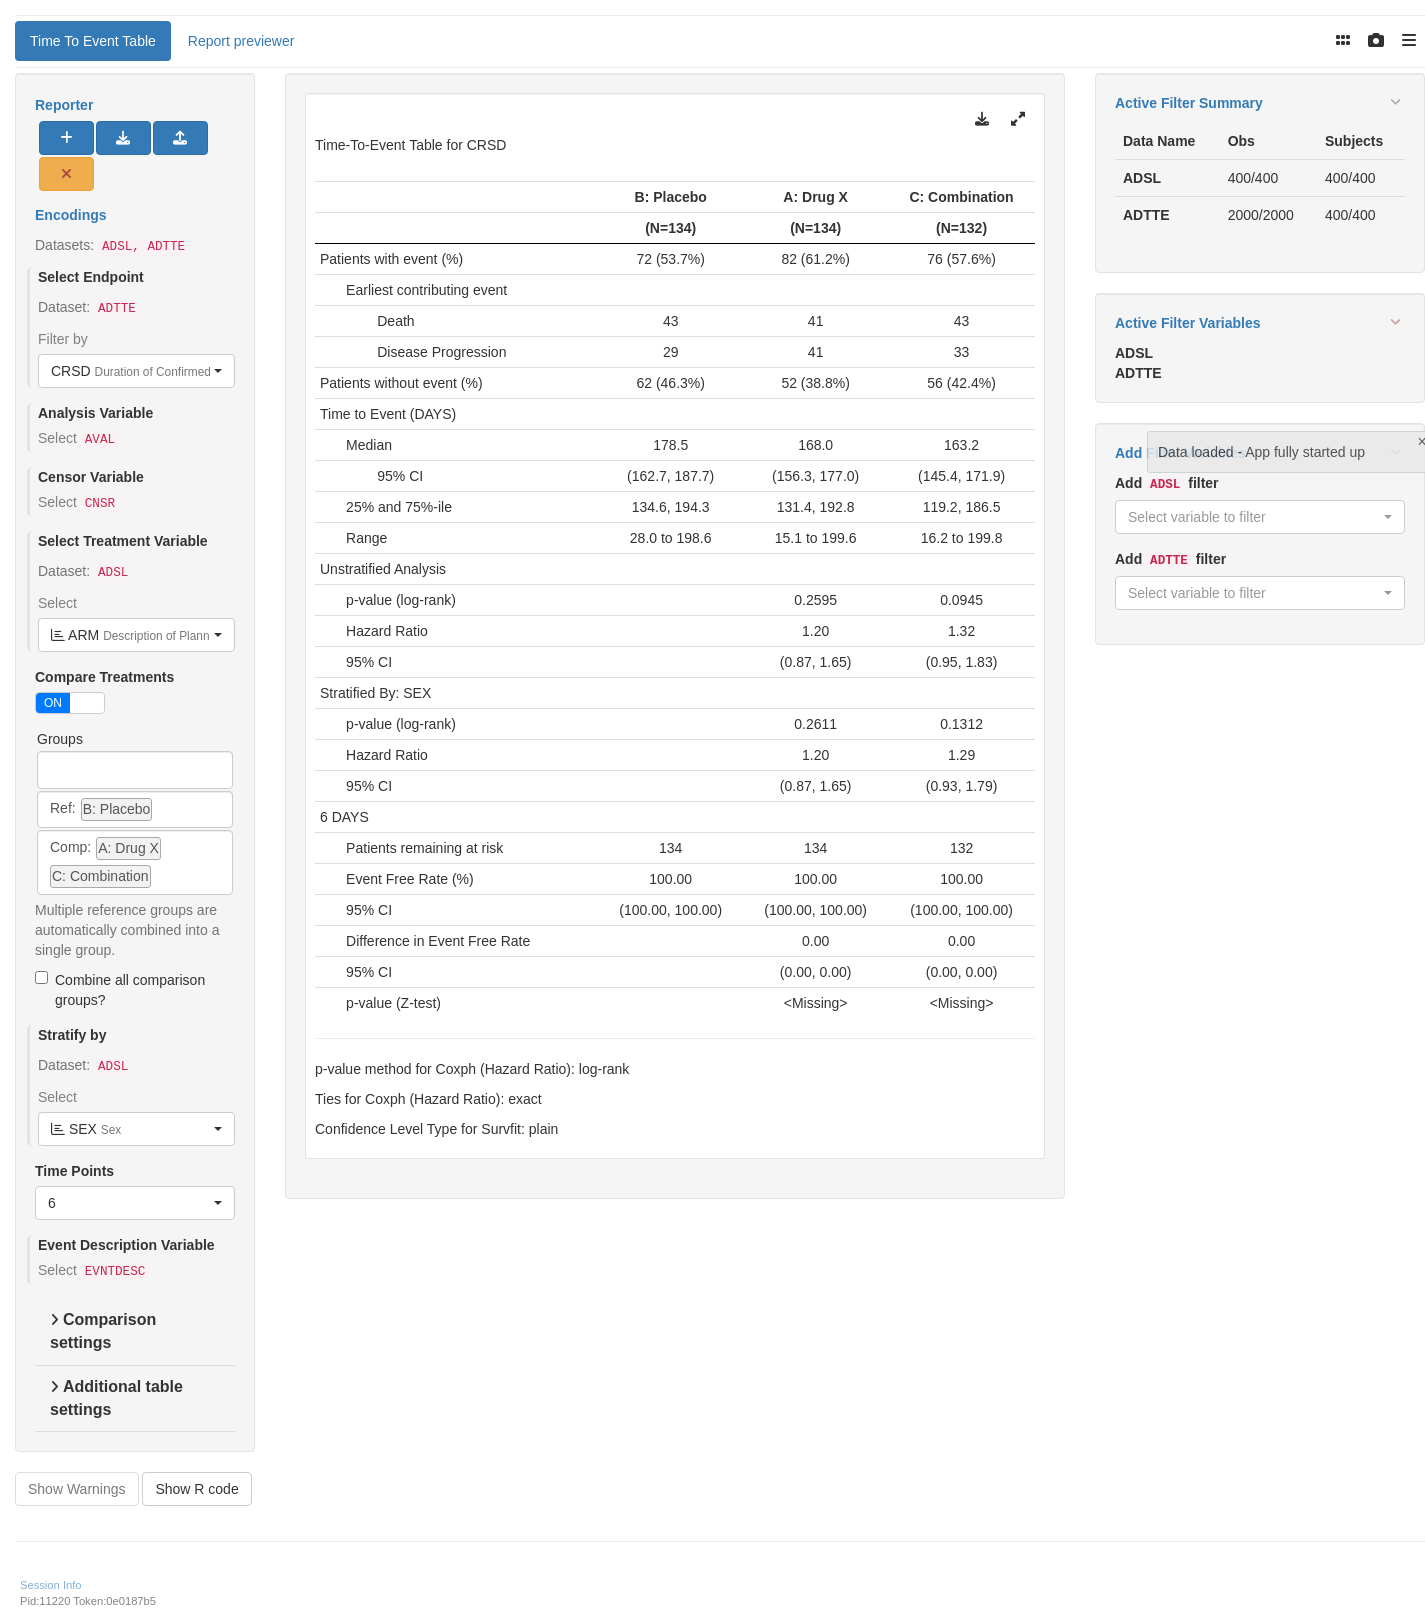 Time To Event Table Report previewer
Reporter
Encodings
Datasets: ADSL, ADTTE
Select Endpoint
Dataset: ADTTE
Filter by
CRSD Duration of Confirmed
Analysis Variable
Select AVAL
Censor Variable
Select CNSR
Select Treatment Variable
Dataset: ADSL
Select
ARM Description of Plann
Compare Treatments
ON
Groups
Ref: B: Placebo
Comp: A: Drug X
C: Combination
Multiple reference groups are
automatically combined into a
single group.
Combine all comparison
groups?
Stratify by
Dataset: ADSL
Select
SEX Sex
Time Points
6
Event Description Variable
Select EVNTDESC
Comparison
settings
Additional table
settings
Show Warnings Show R code
Time-To-Event Table for CRSD
B: Placebo A: Drug X C: Combination
(N=134) (N=134) (N=132)
Patients with event (%) 72 (53.7%) 82 (61.2%) 76 (57.6%)
Earliest contributing event
Death 43 41 43
Disease Progression 29 41 33
Patients without event (%) 62 (46.3%) 52 (38.8%) 56 (42.4%)
Time to Event (DAYS)
Median 178.5 168.0 163.2
95% CI (162.7, 187.7) (156.3, 177.0) (145.4, 171.9)
25% and 75%-ile 134.6, 194.3 131.4, 192.8 119.2, 186.5
Range 28.0 to 198.6 15.1 to 199.6 16.2 to 199.8
Unstratified Analysis
p-value (log-rank) 0.2595 0.0945
Hazard Ratio 1.20 1.32
95% CI (0.87, 1.65) (0.95, 1.83)
Stratified By: SEX
p-value (log-rank) 0.2611 0.1312
Hazard Ratio 1.20 1.29
95% CI (0.87, 1.65) (0.93, 1.79)
6 DAYS
Patients remaining at risk 134 134 132
Event Free Rate (%) 100.00 100.00 100.00
95% CI (100.00, 100.00) (100.00, 100.00) (100.00, 100.00)
Difference in Event Free Rate 0.00 0.00
95% CI (0.00, 0.00) (0.00, 0.00)
p-value (Z-test) <Missing> <Missing>
p-value method for Coxph (Hazard Ratio): log-rank
Ties for Coxph (Hazard Ratio): exact
Confidence Level Type for Survfit: plain
Active Filter Summary
Data Name Obs Subjects
ADSL 400/400 400/400
ADTTE 2000/2000 400/400
Active Filter Variables
ADSL
ADTTE
Add
Data loaded - App fully started up ×
Add ADSL filter
Select variable to filter
Add ADTTE filter
Select variable to filter
Session Info
Pid:11220 Token:0e0187b5